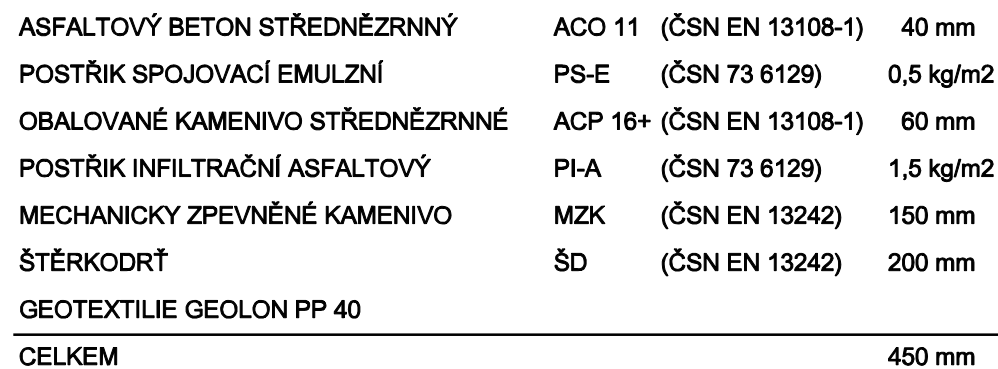 ASFALTOVÝ BETON STŘEDNĚZRNNÝ ACO 11 (ČSN EN 13108-1) 40 mm
POSTŘIK SPOJOVACÍ EMULZNÍ PS-E (ČSN 73 6129) 0,5 kg/m2
OBALOVANÉ KAMENIVO STŘEDNĚZRNNÉ ACP 16+ (ČSN EN 13108-1) 60 mm
POSTŘIK INFILTRAČNÍ ASFALTOVÝ PI-A (ČSN 73 6129) 1,5 kg/m2
MECHANICKY ZPEVNĚNÉ KAMENIVO MZK (ČSN EN 13242) 150 mm
ŠTĚRKODRŤ ŠD (ČSN EN 13242) 200 mm
GEOTEXTILIE GEOLON PP 40
CELKEM 450 mm